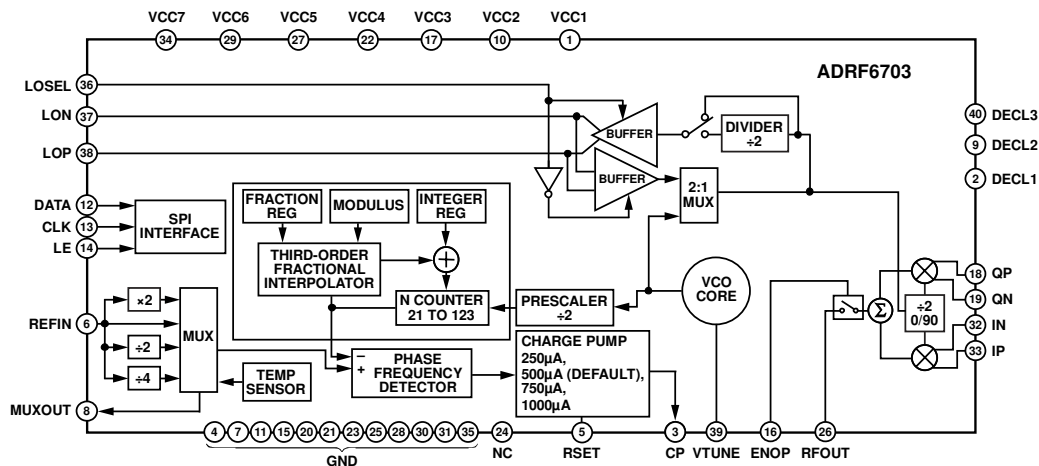 VCC7 VCC6 VCC5 VCC4 VCC3 VCC2 VCC1
34 29 27 22 17 10 1
ADRF6703
LOSEL 36
LON 37
LOP 38
BUFFER
DIVIDER
÷2
40 DECL3
9 DECL2
2 DECL1
BUFFER
2:1
MUX
DATA 12
CLK 13
LE 14
SPI
INTERFACE
FRACTION
REG
MODULUS
INTEGER
REG
THIRD-ORDER
FRACTIONAL
INTERPOLATOR
+
N COUNTER
21 TO 123
PRESCALER
÷2
VCO
CORE
18 QP
19 QN
32 IN
33 IP
Σ
÷2
0/90
REFIN 6
×2
÷2
÷4
MUX
TEMP
SENSOR
−
+
PHASE
FREQUENCY
DETECTOR
CHARGE PUMP
250µA,
500µA (DEFAULT),
750µA,
1000µA
MUXOUT 8
4 7 11 15 20 21 23 25 28 30 31 35 24 5 3 39 16 26
GND NC RSET CP VTUNE ENOP RFOUT